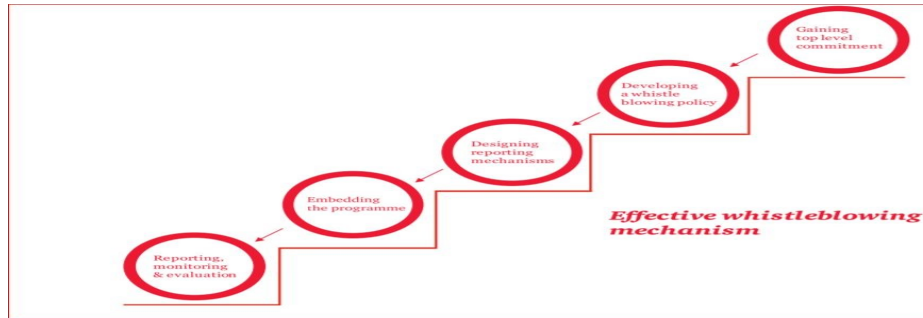 Gaining
top level
commitment
Developing
a whistle
blowing policy
Designing
reporting
mechanisms
Embedding
the programme
Reporting,
monitoring
& evaluation
Effective whistleblowing
mechanism